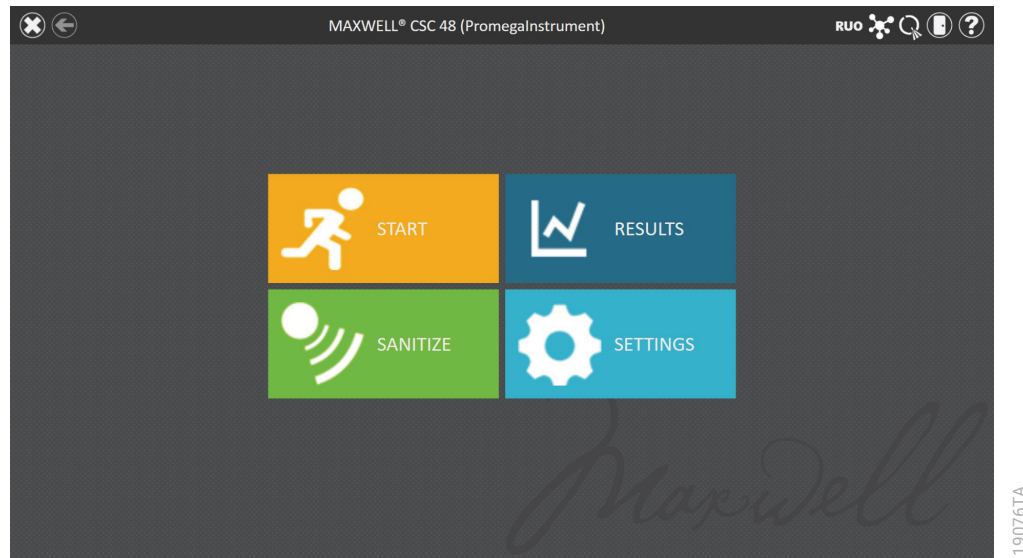 MAXWELL® CSC 48 (PromegaInstrument)
RUO
?
START
RESULTS
SANITIZE
SETTINGS
Maxwell
19076TA